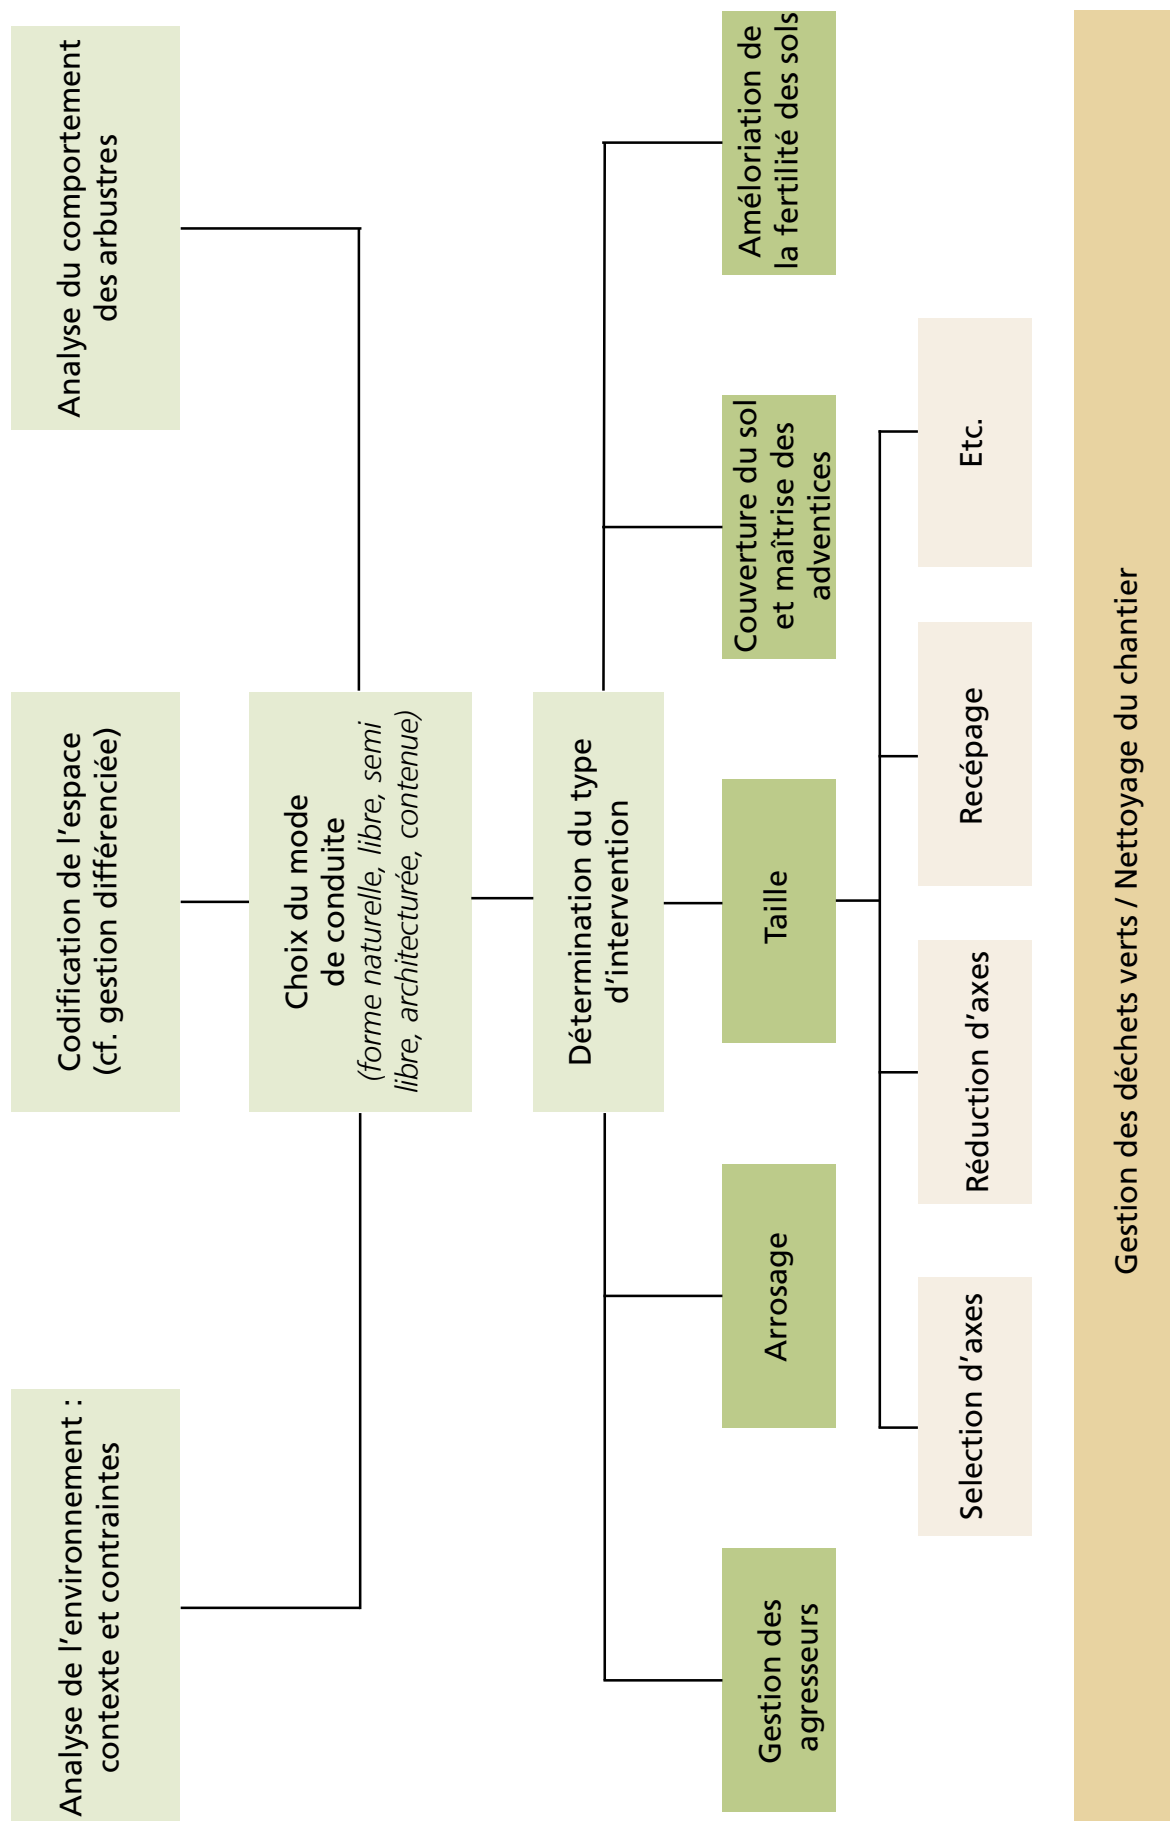 Analyse de l'environnement :
contexte et contraintes
Codification de l'espace
(cf. gestion différenciée)
Analyse du comportement
des arbustres
Choix du mode
de conduite
(forme naturelle, libre, semi
libre, architecturée, contenue)
Détermination du type
d'intervention
Gestion des
agresseurs
Arrosage
Taille
Couverture du sol
et maîtrise des
adventices
Améloriation de
la fertilité des sols
Selection d'axes
Réduction d'axes
Recépage
Etc.
Gestion des déchets verts / Nettoyage du chantier